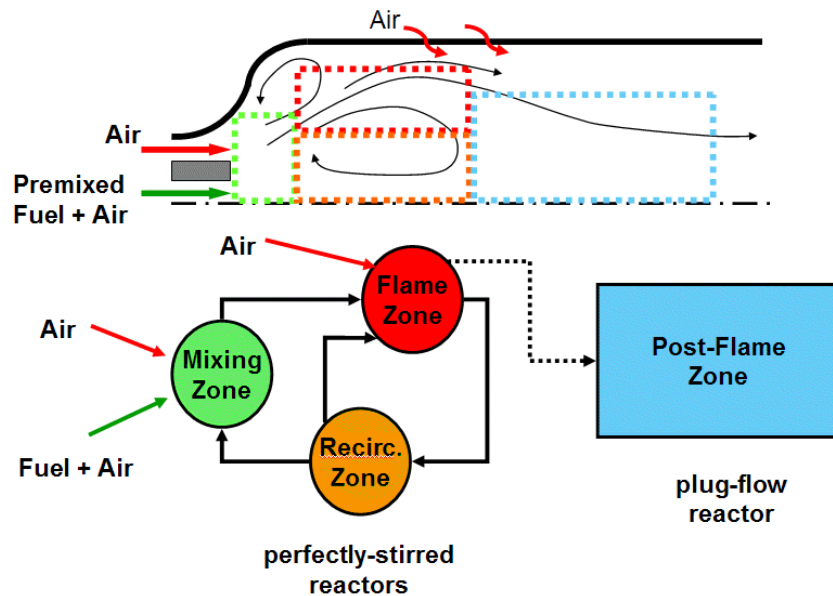 Air
Air
Premixed
Fuel + Air
Air
Flame
Zone
Air
Mixing
Zone
Post-Flame
Zone
Fuel + Air
Recirc.
Zone
plug-flow
reactor
perfectly-stirred
reactors